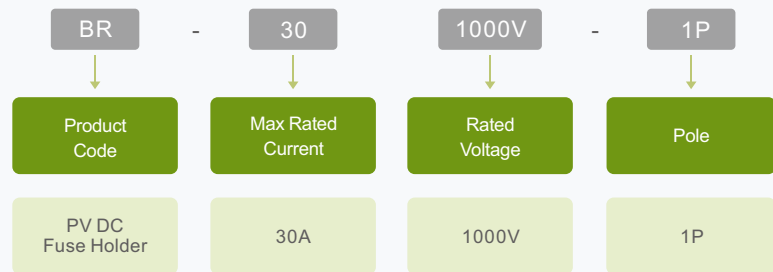 BR - 30 1000V - 1P
Product Code Max Rated Current Rated Voltage Pole
PV DC Fuse Holder 30A 1000V 1P